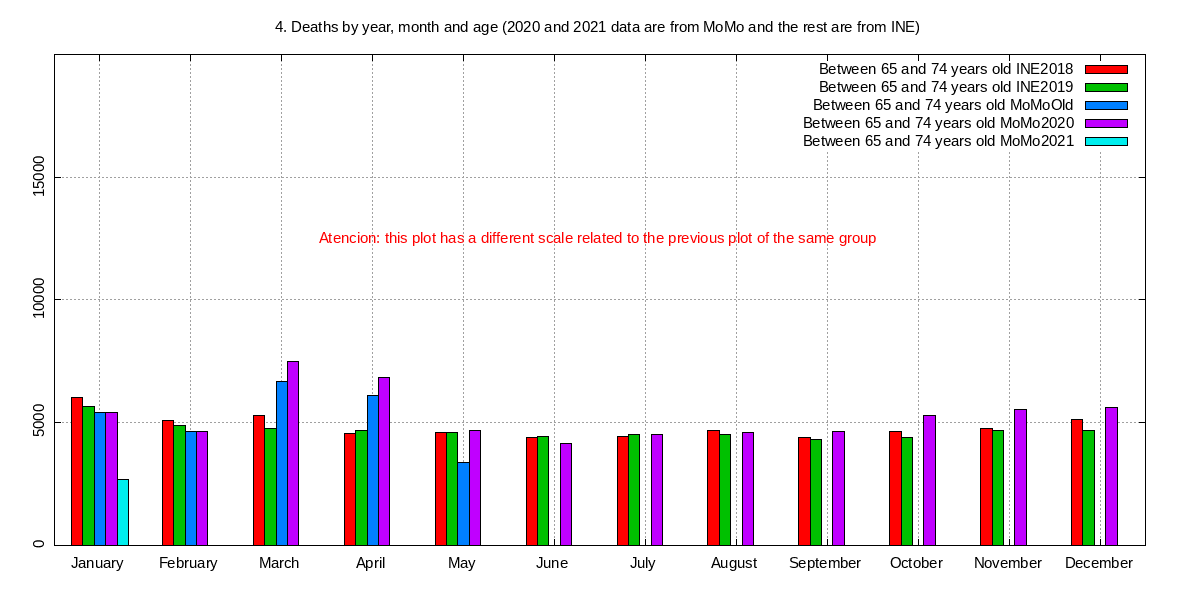 4. Deaths by year, month and age (2020 and 2021 data are from MoMo and the rest are from INE)
Between 65 and 74 years old INE2018
Between 65 and 74 years old INE2019
Between 65 and 74 years old MoMoOld
Between 65 and 74 years old MoMo2020
Between 65 and 74 years old MoMo2021
15000
Atencion: this plot has a different scale related to the previous plot of the same group
10000
5000
0
January February March April May June July August September October November December